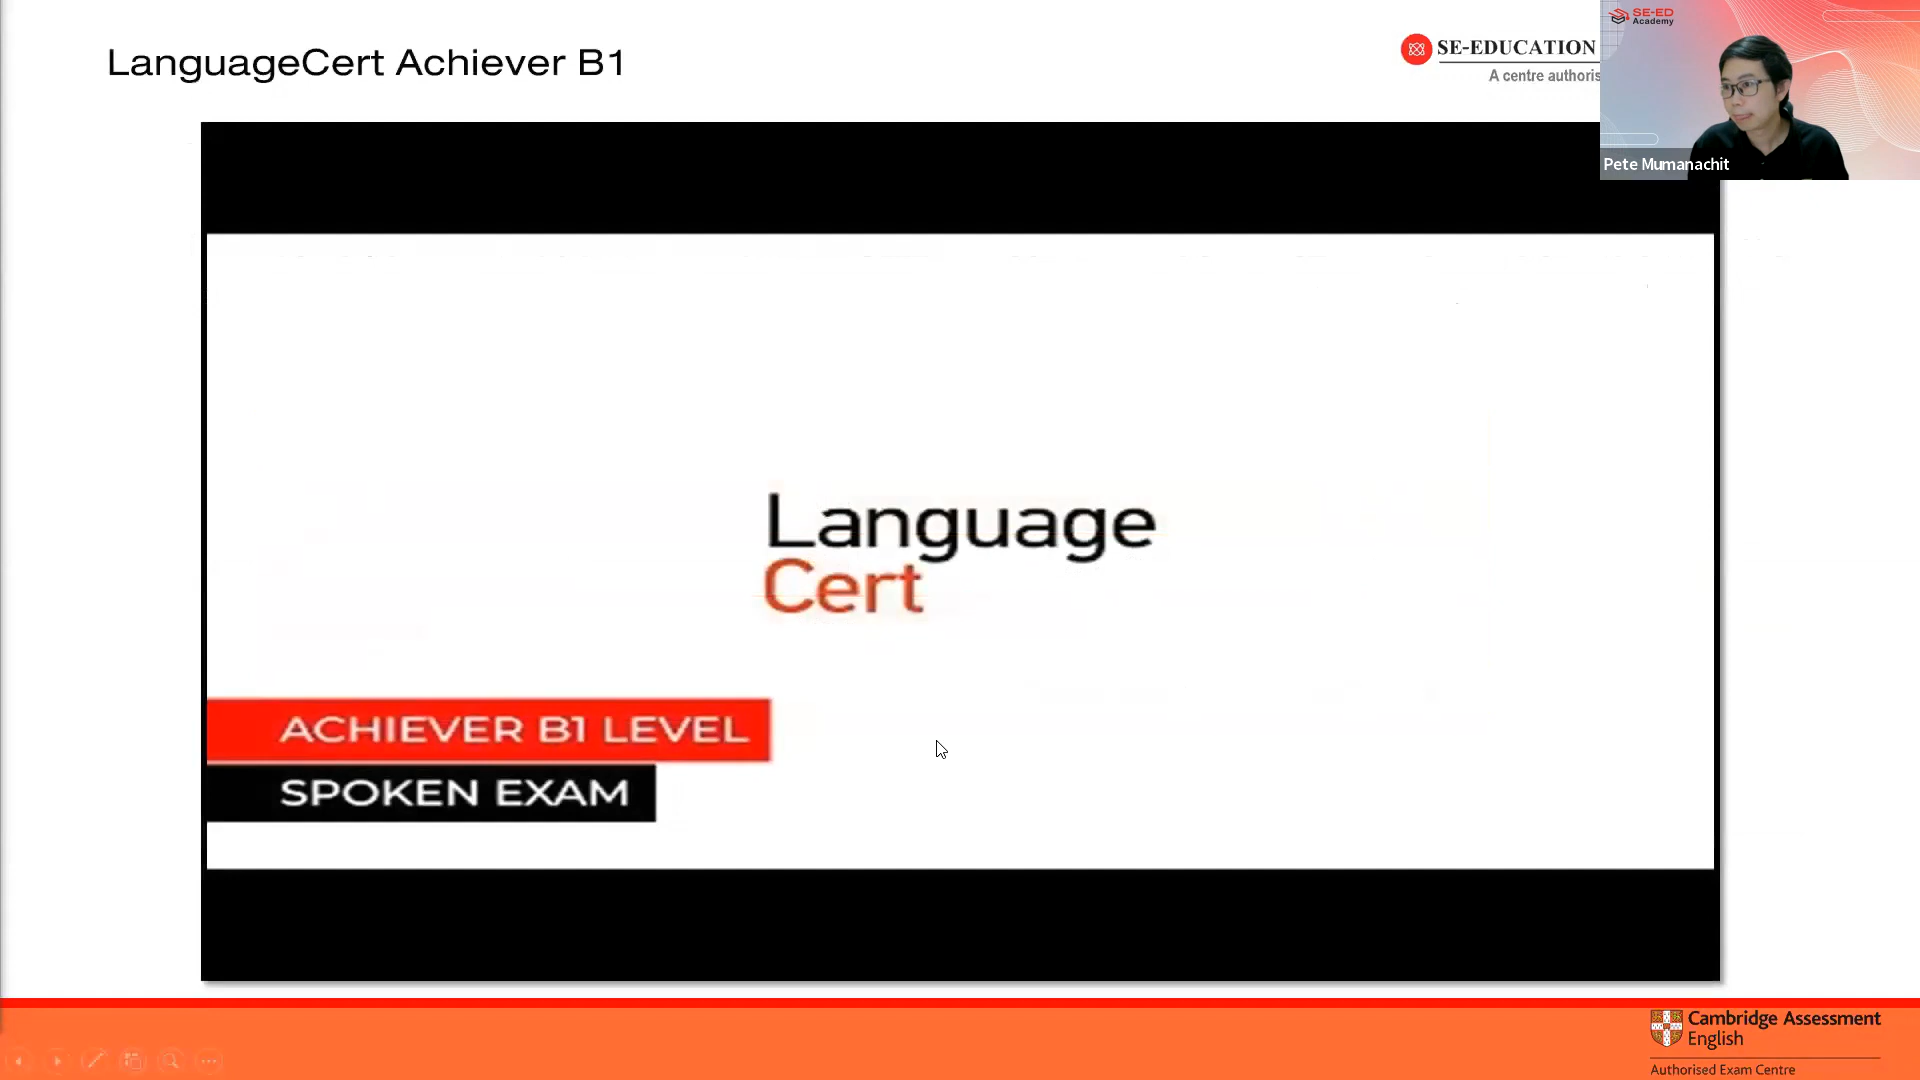 LanguageCert Achiever B1
SE-EDUCATION
A centre authoris
SE-ED
Academy
Pete Mumanachit
Language
Cert
ACHIEVER B1 LEVEL
SPOKEN EXAM
Cambridge Assessment
English
Authorised Exam Centre